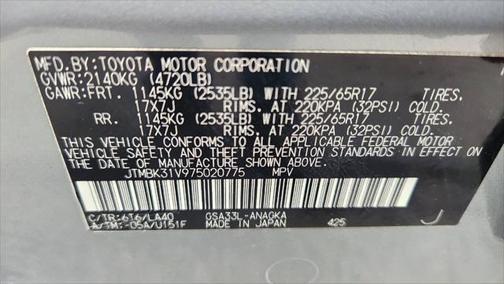 MFD.BY:TOYOTA MOTOR CORPORATION
GVWR:2140KG (4720LB)
GAWR:FRT. 1145KG (2535LB) WITH 225/65R17 TIRES.
17X7J RIMS. AT 220KPA (32PSI) COLD.
RR. 1145KG (2535LB) WITH 225/65R17 TIRES.
17X7J RIMS. AT 220KPA (32PSI) COLD.
THIS VEHICLE CONFORMS TO ALL APPLICABLE FEDERAL MOTOR
VEHICLE SAFETY AND THEFT PREVENTION STANDARDS IN EFFECT ON
THE DATE OF MANUFACTURE SHOWN ABOVE.
JTMBK31V975020775 MPV
C/TR:6T6/LA40 GSA33L-ANAGKA
A/TM:-05A/U151F MADE IN JAPAN 425 J